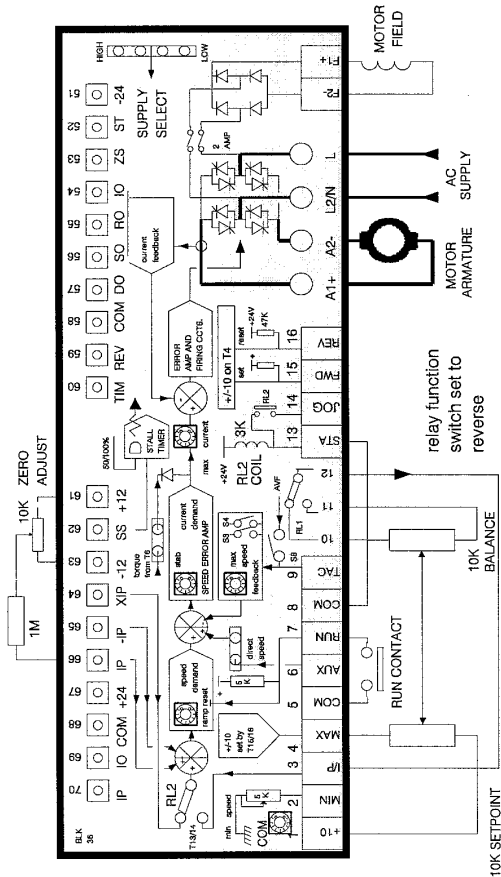 MOTOR
FIELD
AC
SUPPLY
MOTOR
ARMATURE
relay function
switch set to
reverse
10K
BALANCE
RUN CONTACT
10K SETPOINT
ZERO
ADJUST
10K
1M
HIGH
LOW
SUPPLY
SELECT
51 -24
52 ST
53 ZS
54 IO
55 RO
56 SO
57 DO
58 COM
59 REV
60 TIM
61 +12
62 SS
63 -12
64 XIP
65 -IP
66 IP
67 +24
68 COM
69 IO
70 IP
BLK
36
F1+
F2-
L
L2/N
A2-
A1+
16 REV
15 FWD
14 JOG
13 STA
12
11
10
9 TAC
8 COM
7 RUN
6 AUX
5 COM
4 MAX
3 I/P
2 MIN
1 +10
2
AMP
current
feedback
ERROR
AMP AND
FIRING CCTS.
+/-10 on T4
reset
+24V
47K
set
+
RL2
3K
+24V
RL2
COIL
current
max
50/100%
STALL
TIMER
torque
from T6
current
demand
stab
SPEED ERROR AMP
max
speed
feedback
S3
S4
S8
AVF
RL1
direct
speed
5
K
+
speed
demand
ramp reset
+/-10
set by
T15/16
RL2
T13/14
min speed
5
K
COM